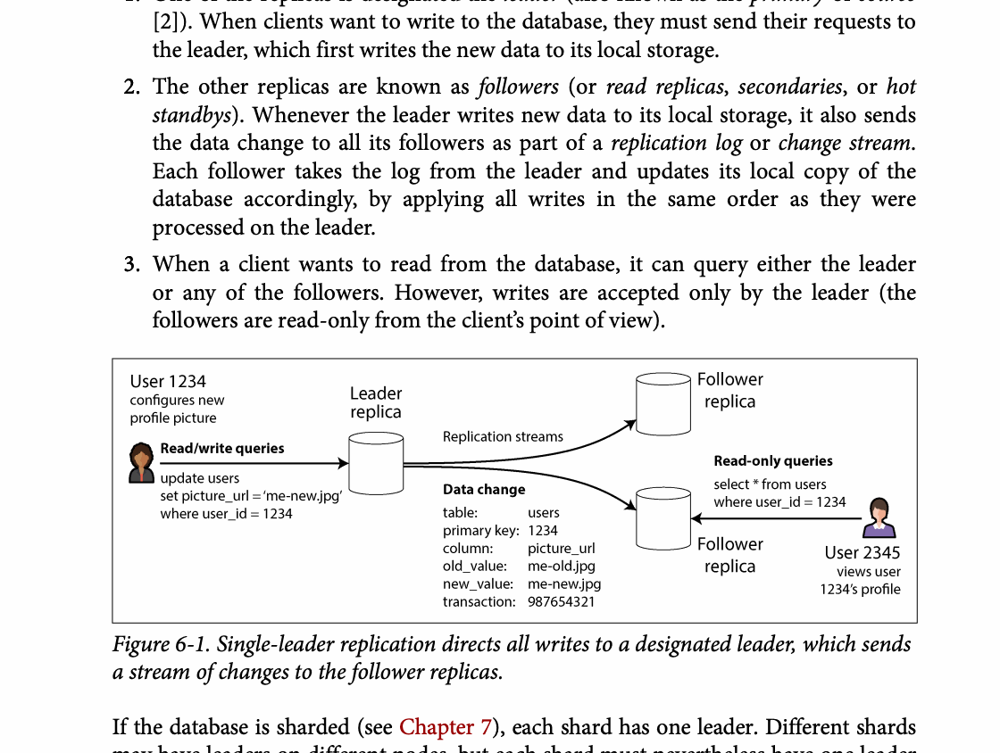 [2]). When clients want to write to the database, they must send their requests to
the leader, which first writes the new data to its local storage.
2. The other replicas are known as followers (or read replicas, secondaries, or hot
standbys). Whenever the leader writes new data to its local storage, it also sends
the data change to all its followers as part of a replication log or change stream.
Each follower takes the log from the leader and updates its local copy of the
database accordingly, by applying all writes in the same order as they were
processed on the leader.
3. When a client wants to read from the database, it can query either the leader
or any of the followers. However, writes are accepted only by the leader (the
followers are read-only from the client’s point of view).
User 1234
configures new
profile picture
Read/write queries
update users
set picture_url = ‘me-new.jpg’
where user_id = 1234
Leader
replica
Replication streams
Data change
table: users
primary key: 1234
column: picture_url
old_value: me-old.jpg
new_value: me-new.jpg
transaction: 987654321
Follower
replica
Read-only queries
select * from users
where user_id = 1234
Follower
replica
User 2345
views user
1234’s profile
Figure 6-1. Single-leader replication directs all writes to a designated leader, which sends
a stream of changes to the follower replicas.
If the database is sharded (see Chapter 7), each shard has one leader. Different shards